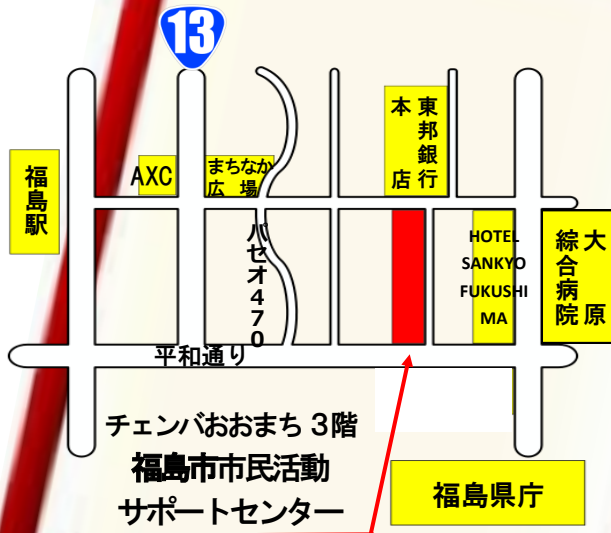 13
東邦銀行
本店
AXC
まちなか
広場
福島駅
パセオ470
HOTEL
SANKYO
FUKUSHI
MA
大原
綜合病院
平和通り
チェンバおおまち 3階
福島市市民活動
サポートセンター
福島県庁